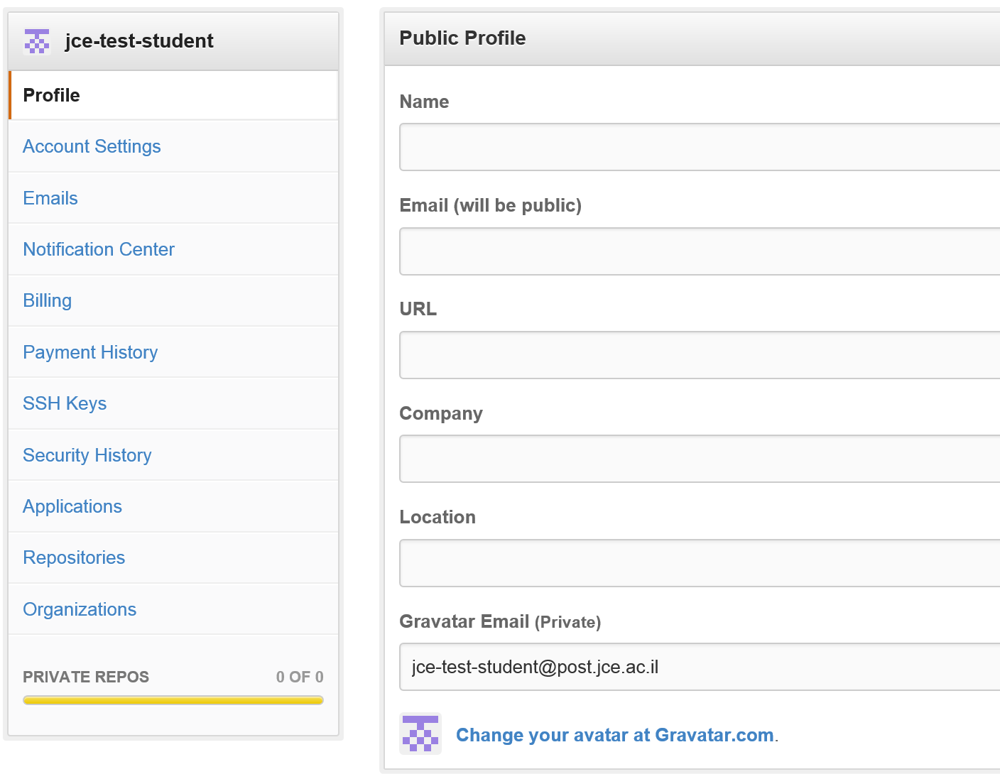 jce-test-student
Profile
Account Settings
Emails
Notification Center
Billing
Payment History
SSH Keys
Security History
Applications
Repositories
Organizations
PRIVATE REPOS 0 OF 0
Public Profile
Name
Email (will be public)
URL
Company
Location
Gravatar Email (Private)
jce-test-student@post.jce.ac.il
Change your avatar at Gravatar.com.